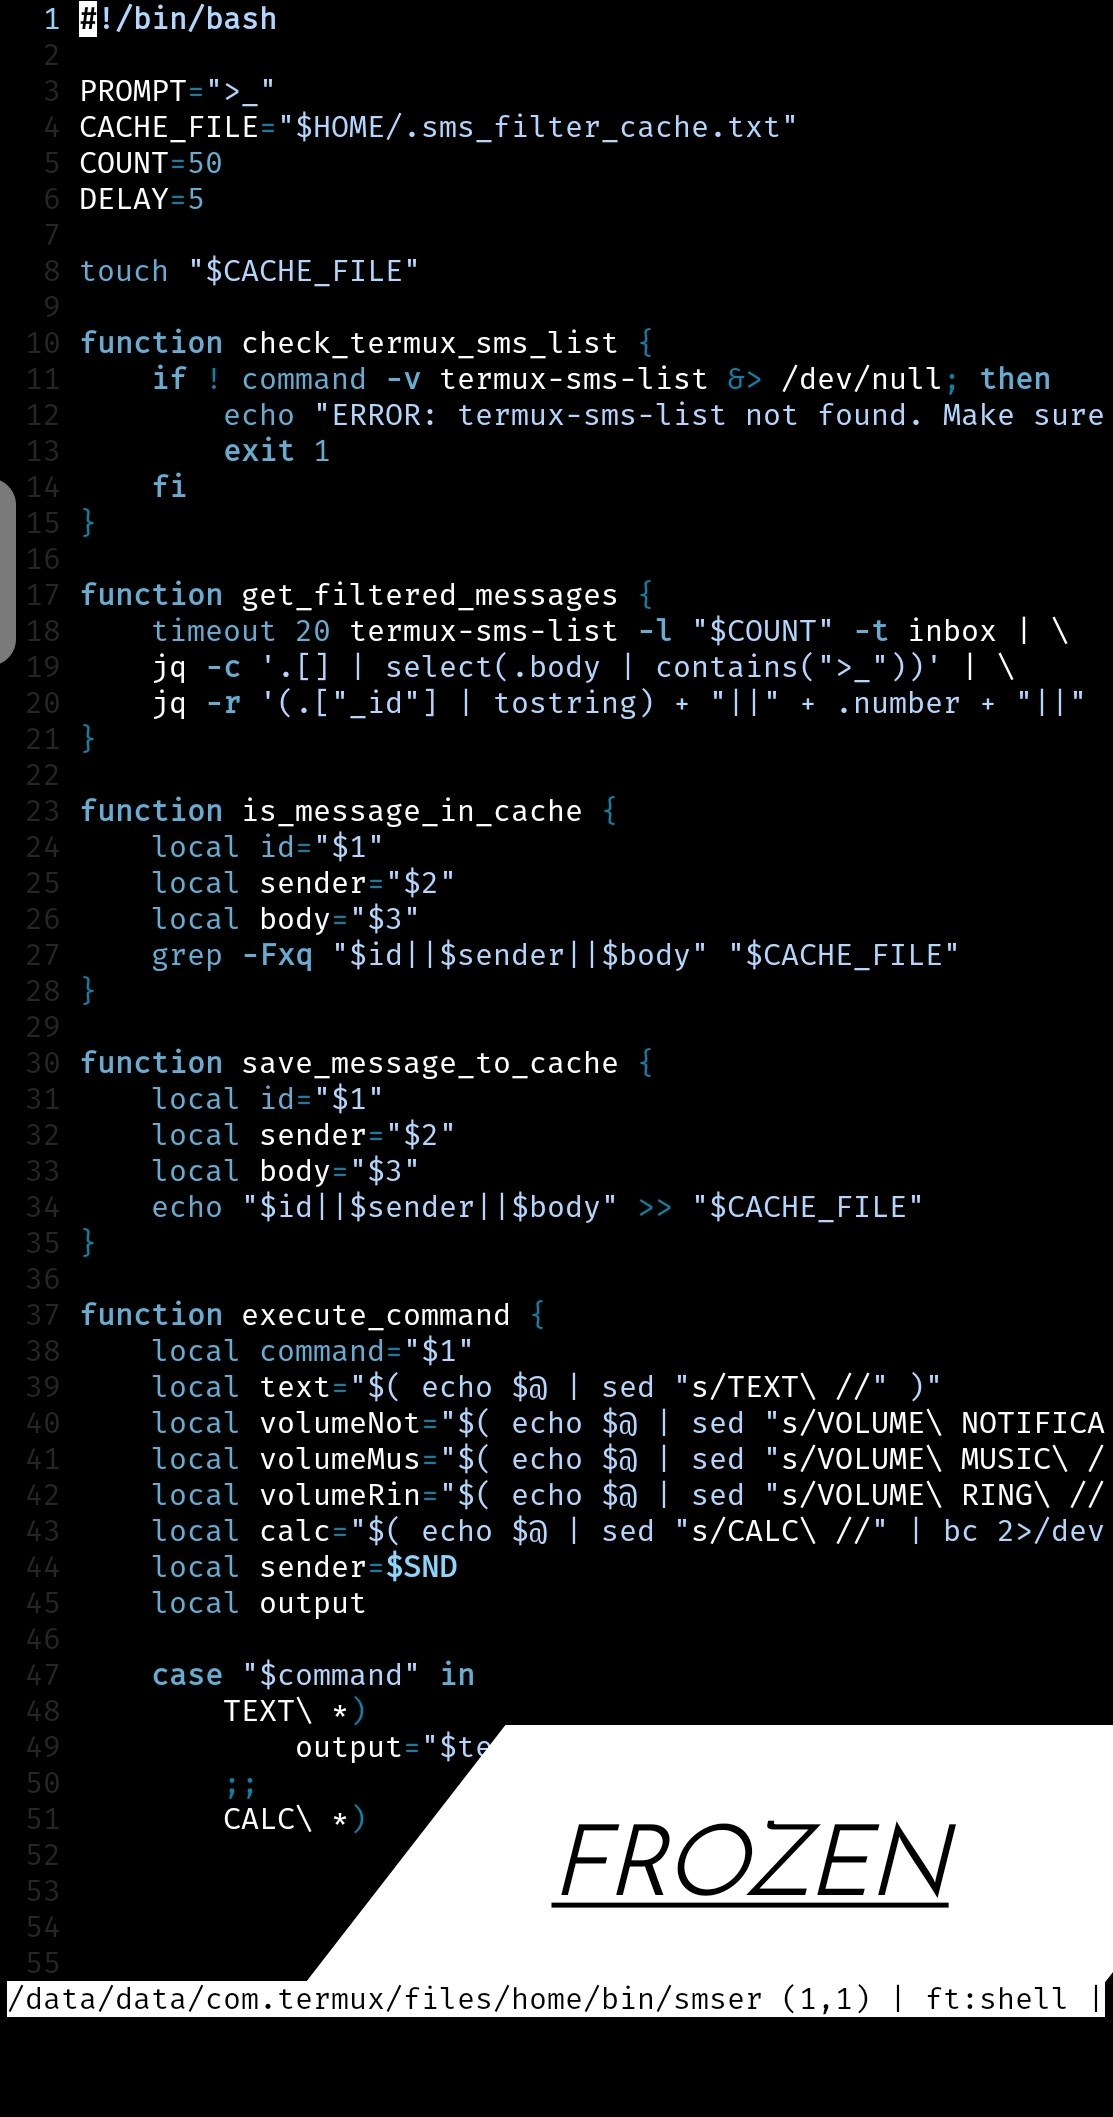 1 #!/bin/bash
2
3 PROMPT=">_"
4 CACHE_FILE="$HOME/.sms_filter_cache.txt"
5 COUNT=50
6 DELAY=5
7
8 touch "$CACHE_FILE"
9
10 function check_termux_sms_list {
11     if ! command -v termux-sms-list &> /dev/null; then
12         echo "ERROR: termux-sms-list not found. Make sure
13         exit 1
14     fi
15 }
16
17 function get_filtered_messages {
18     timeout 20 termux-sms-list -l "$COUNT" -t inbox | \
19     jq -c '.[] | select(.body | contains(">_"))' | \
20     jq -r '(.["_id"] | tostring) + "||" + .number + "||"
21 }
22
23 function is_message_in_cache {
24     local id="$1"
25     local sender="$2"
26     local body="$3"
27     grep -Fxq "$id||$sender||$body" "$CACHE_FILE"
28 }
29
30 function save_message_to_cache {
31     local id="$1"
32     local sender="$2"
33     local body="$3"
34     echo "$id||$sender||$body" >> "$CACHE_FILE"
35 }
36
37 function execute_command {
38     local command="$1"
39     local text="$( echo $@ | sed "s/TEXT\ //" )"
40     local volumeNot="$( echo $@ | sed "s/VOLUME\ NOTIFICA
41     local volumeMus="$( echo $@ | sed "s/VOLUME\ MUSIC\ /
42     local volumeRin="$( echo $@ | sed "s/VOLUME\ RING\ //
43     local calc="$( echo $@ | sed "s/CALC\ //" | bc 2>/dev
44     local sender=$SND
45     local output
46
47     case "$command" in
48         TEXT\ *)
49             output="$te
50         ;;
51         CALC\ *)
52
53
54
55
FROZEN
/data/data/com.termux/files/home/bin/smser (1,1) | ft:shell |